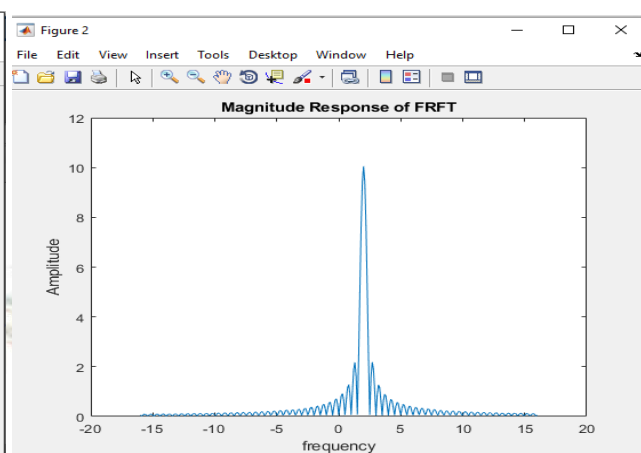 Figure 2
File Edit View Insert Tools Desktop Window Help
Magnitude Response of FRFT
12
10
8
6
4
2
0
Amplitude
-20 -15 -10 -5 0 5 10 15 20
frequency